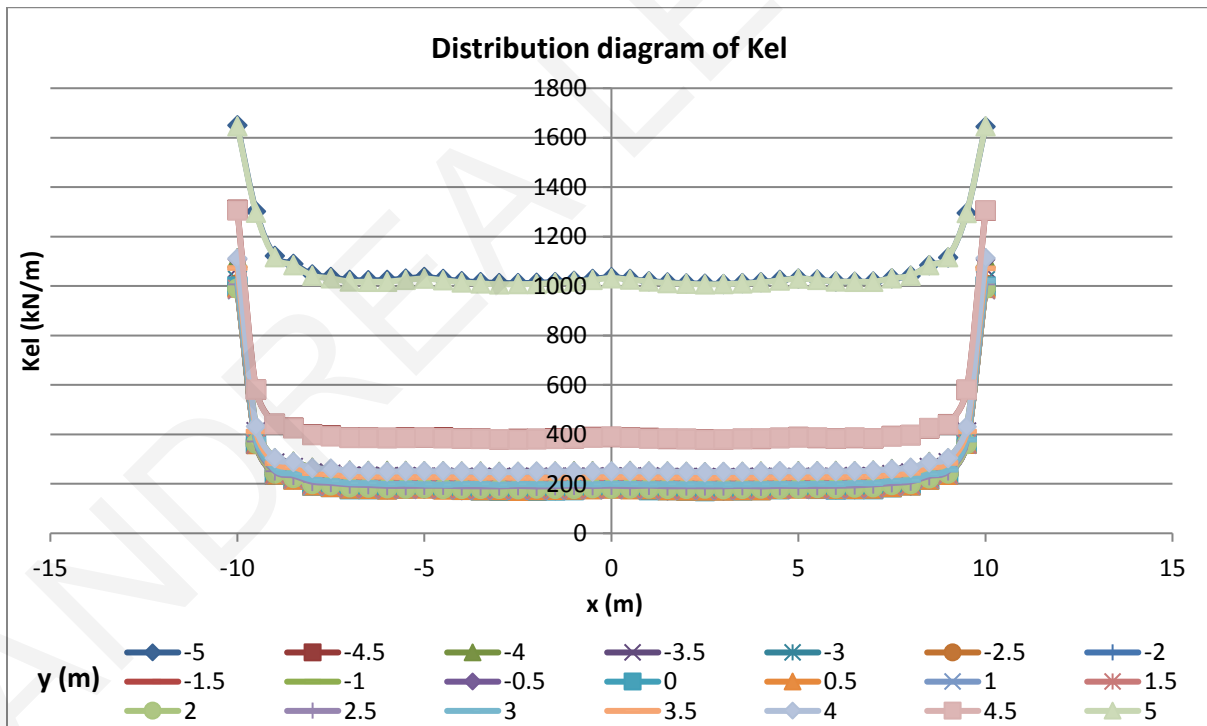 Distribution diagram of Kel
1800
1600
1400
1200
1000
800
600
400
200
0
Kel (kN/m)
-15 -10 -5 0 5 10 15
x (m)
y (m)
-5 -4.5 -4 -3.5 -3 -2.5 -2
-1.5 -1 -0.5 0 0.5 1 1.5
2 2.5 3 3.5 4 4.5 5
ANDREA LE